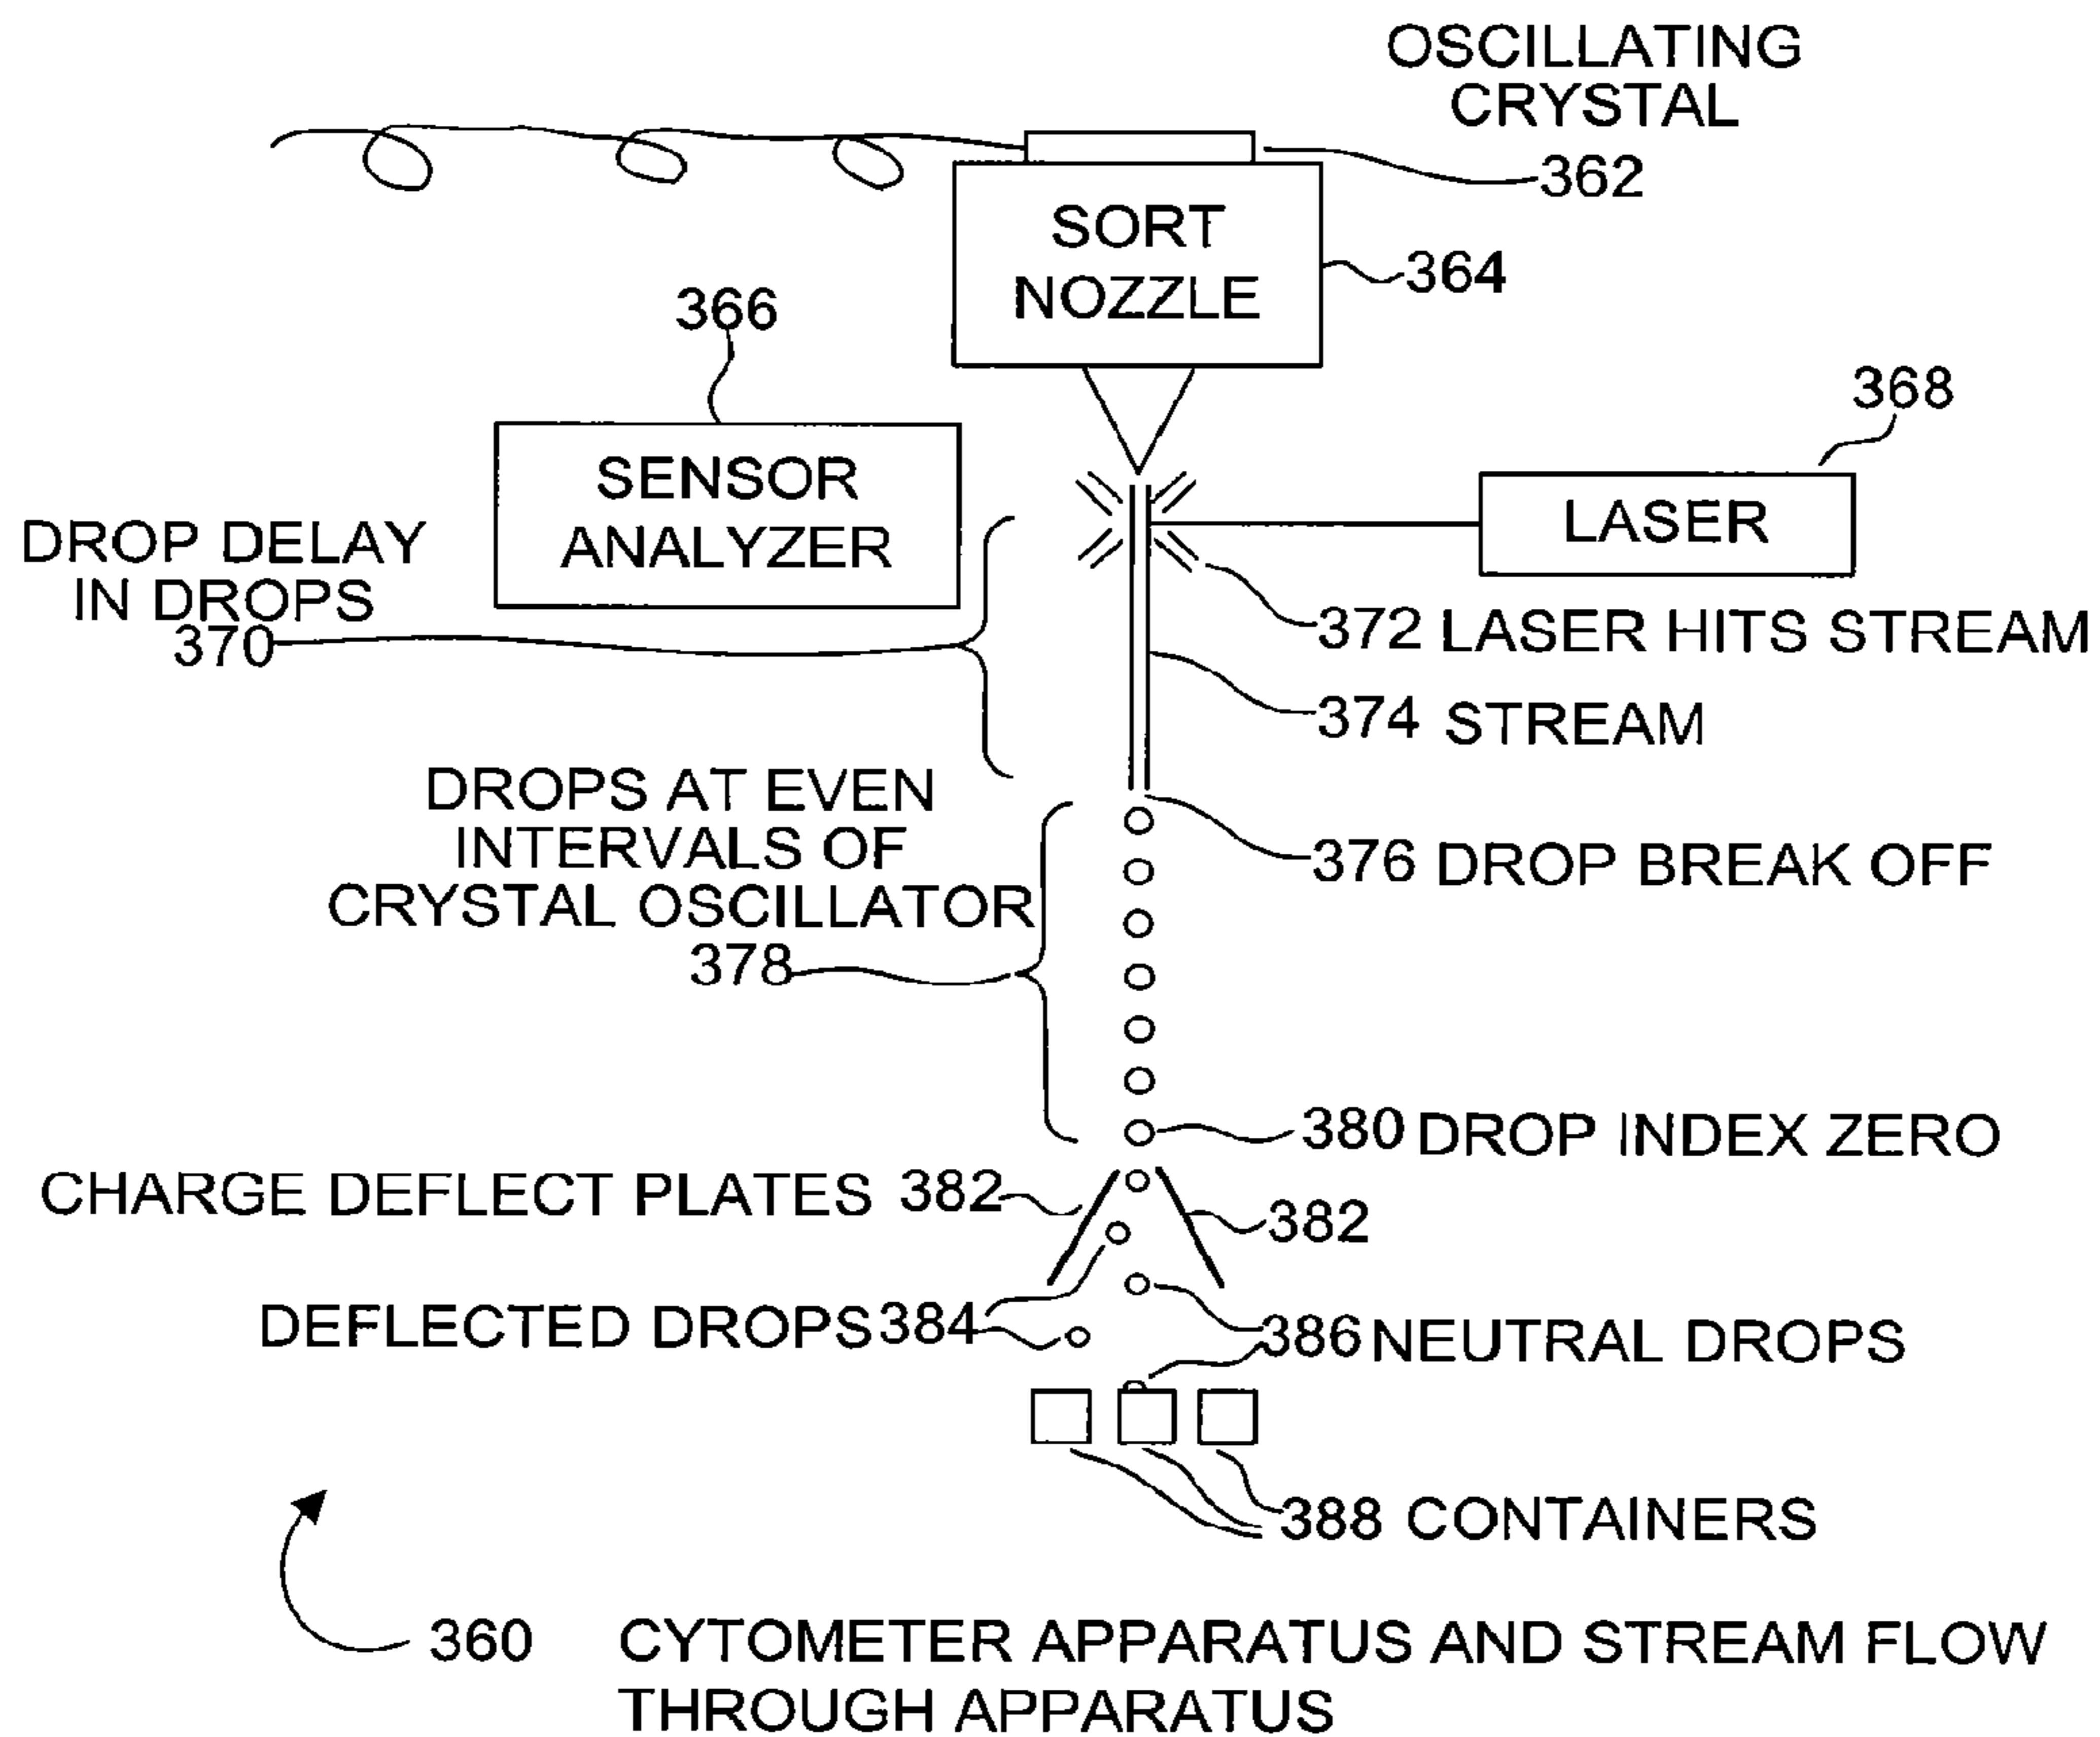 OSCILLATING
CRYSTAL
362
SORT
NOZZLE
364
366
368
SENSOR
ANALYZER
LASER
DROP DELAY
IN DROPS
370
372 LASER HITS STREAM
374 STREAM
DROPS AT EVEN
INTERVALS OF
CRYSTAL OSCILLATOR
378
376 DROP BREAK OFF
380 DROP INDEX ZERO
CHARGE DEFLECT PLATES 382
382
DEFLECTED DROPS 384
386 NEUTRAL DROPS
388 CONTAINERS
360 CYTOMETER APPARATUS AND STREAM FLOW
THROUGH APPARATUS